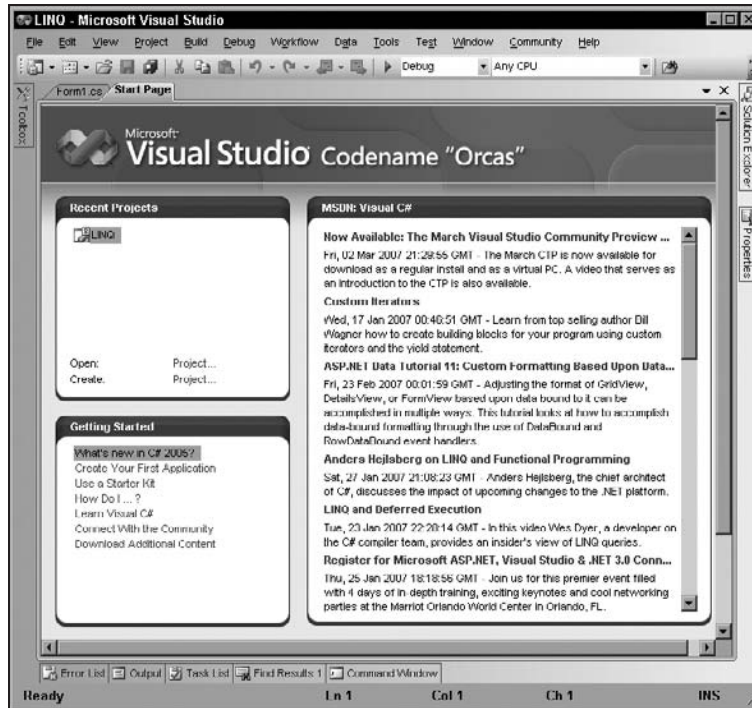 LINQ - Microsoft Visual Studio
File Edit View Project Build Debug Workflow Data Tools Test Window Community Help
Debug Any CPU
Form1.cs Start Page
Toolbox
Solution Explorer
Properties
Microsoft
Visual Studio Codename "Orcas"
Recent Projects
LINQ
Open: Project...
Create: Project...
Getting Started
What's new in C# 2005?
Create Your First Application
Use a Starter Kit
How Do I ... ?
Learn Visual C#
Connect With the Community
Download Additional Content
MSDN: Visual C#
Now Available: The March Visual Studio Community Preview ...
Fri, 02 Mar 2007 21:29:55 GMT - The March CTP is now available for
download as a regular install and as a virtual PC. A video that serves as
an introduction to the CTP is also available.
Custom Iterators
Wed, 17 Jan 2007 00:46:51 GMT - Learn from top selling author Bill
Wagner how to create building blocks for your program using custom
iterators and the yield statement.
ASP.NET Data Tutorial 11: Custom Formatting Based Upon Data...
Fri, 23 Feb 2007 00:01:59 GMT - Adjusting the format of GridView,
DetailsView, or FormView based upon data bound to it can be
accomplished in multiple ways. This tutorial looks at how to accomplish
data-bound formatting through the use of DataBound and
RowDataBound event handlers.
Anders Hejlsberg on LINQ and Functional Programming
Sat, 27 Jan 2007 21:08:23 GMT - Anders Hejlsberg, the chief architect
of C#, discusses the impact of upcoming changes to the .NET platform.
LINQ and Deferred Execution
Tue, 23 Jan 2007 22:20:14 GMT - In this video Wes Dyer, a developer on
the C# compiler team, provides an insider's view of LINQ queries.
Register for Microsoft ASP.NET, Visual Studio & .NET 3.0 Conn...
Thu, 25 Jan 2007 18:18:56 GMT - Join us for this premier event filled
with 4 days of in-depth training, exciting keynotes and cool networking
parties at the Marriot Orlando World Center in Orlando, FL.
Error List Output Task List Find Results 1 Command Window
Ready Ln 1 Col 1 Ch 1 INS